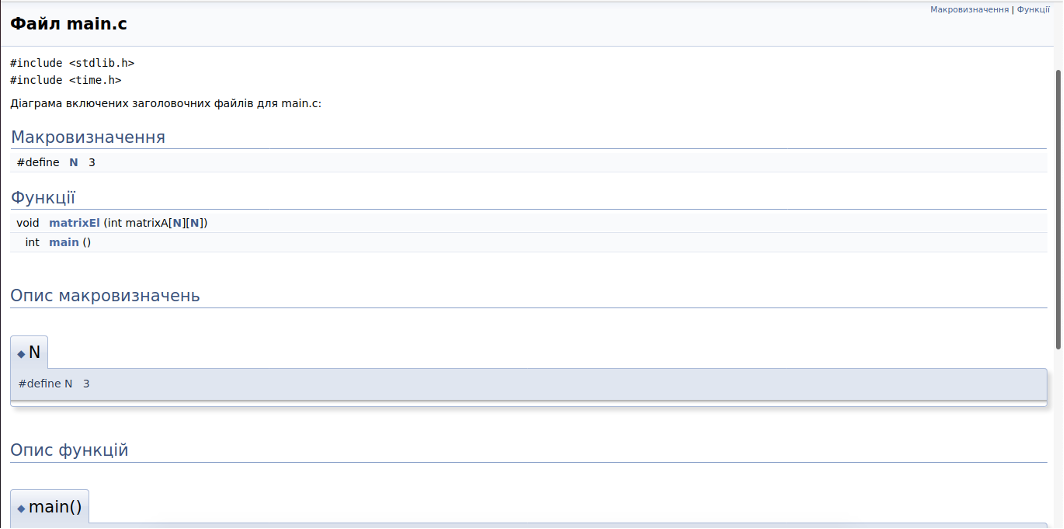 Макровизначення | Функції
Файл main.c
#include <stdlib.h>
#include <time.h>
Діаграма включених заголовочних файлів для main.c:
Макровизначення
#define N 3
Функції
void matrixEl (int matrixA[N][N])
int main ()
Опис макровизначень
◆ N
#define N 3
Опис функцій
◆ main()